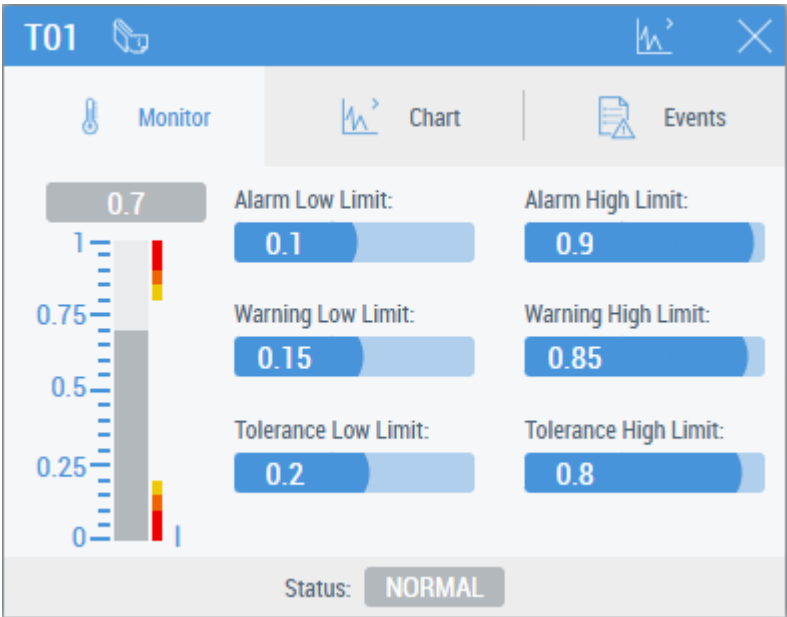 T01
Monitor
Chart
Events
0.7
Alarm Low Limit:
Alarm High Limit:
0.1
0.9
1
0.75
0.5
0.25
0
Warning Low Limit:
Warning High Limit:
0.15
0.85
Tolerance Low Limit:
Tolerance High Limit:
0.2
0.8
l
Status: NORMAL